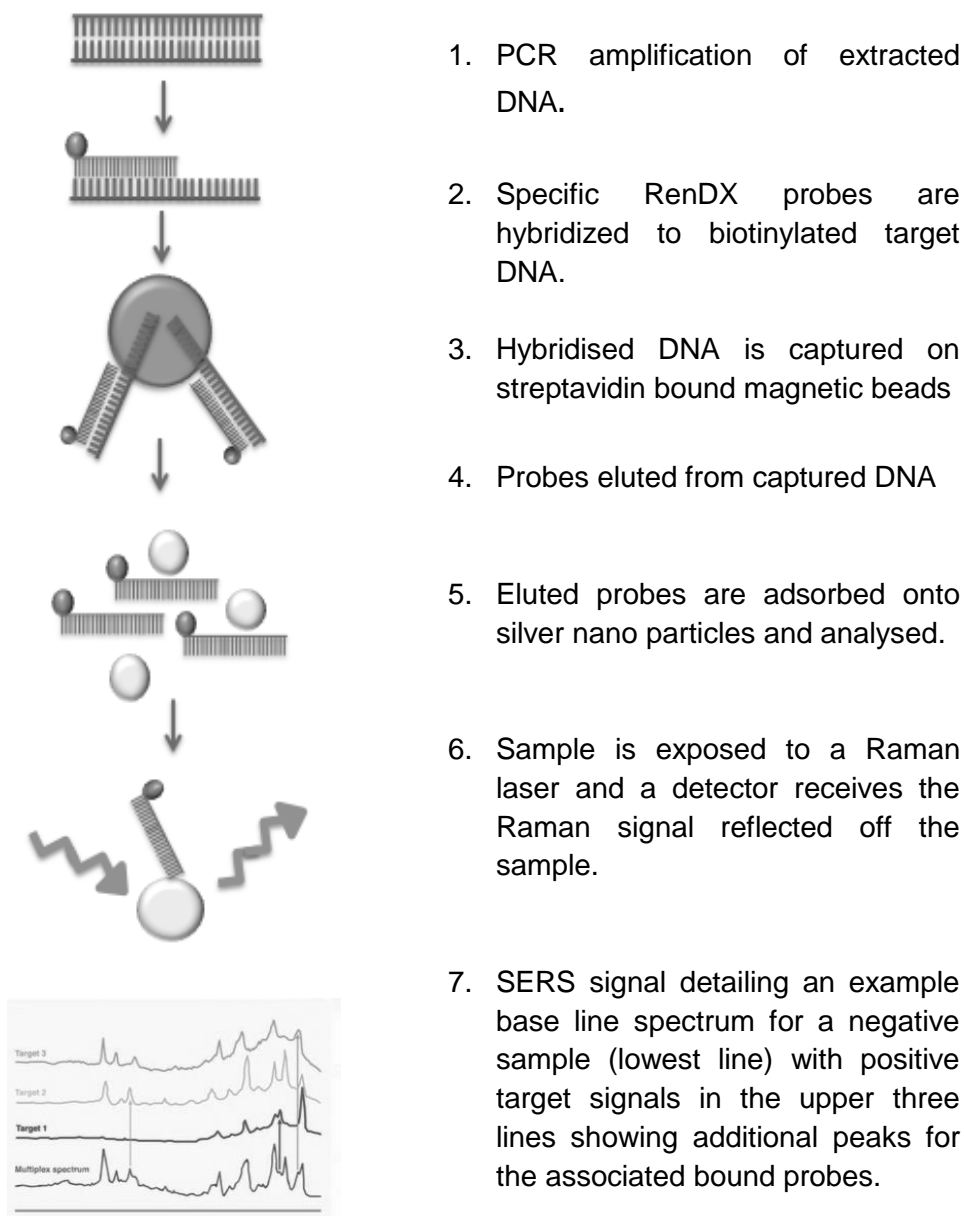 1. PCR amplification of extracted
DNA.
2. Specific RenDX probes are
hybridized to biotinylated target
DNA.
3. Hybridised DNA is captured on
streptavidin bound magnetic beads
4. Probes eluted from captured DNA
5. Eluted probes are adsorbed onto
silver nano particles and analysed.
6. Sample is exposed to a Raman
laser and a detector receives the
Raman signal reflected off the
sample.
7. SERS signal detailing an example
base line spectrum for a negative
sample (lowest line) with positive
target signals in the upper three
lines showing additional peaks for
the associated bound probes.
Target 3
Target 2
Target 1
Multiplex spectrum